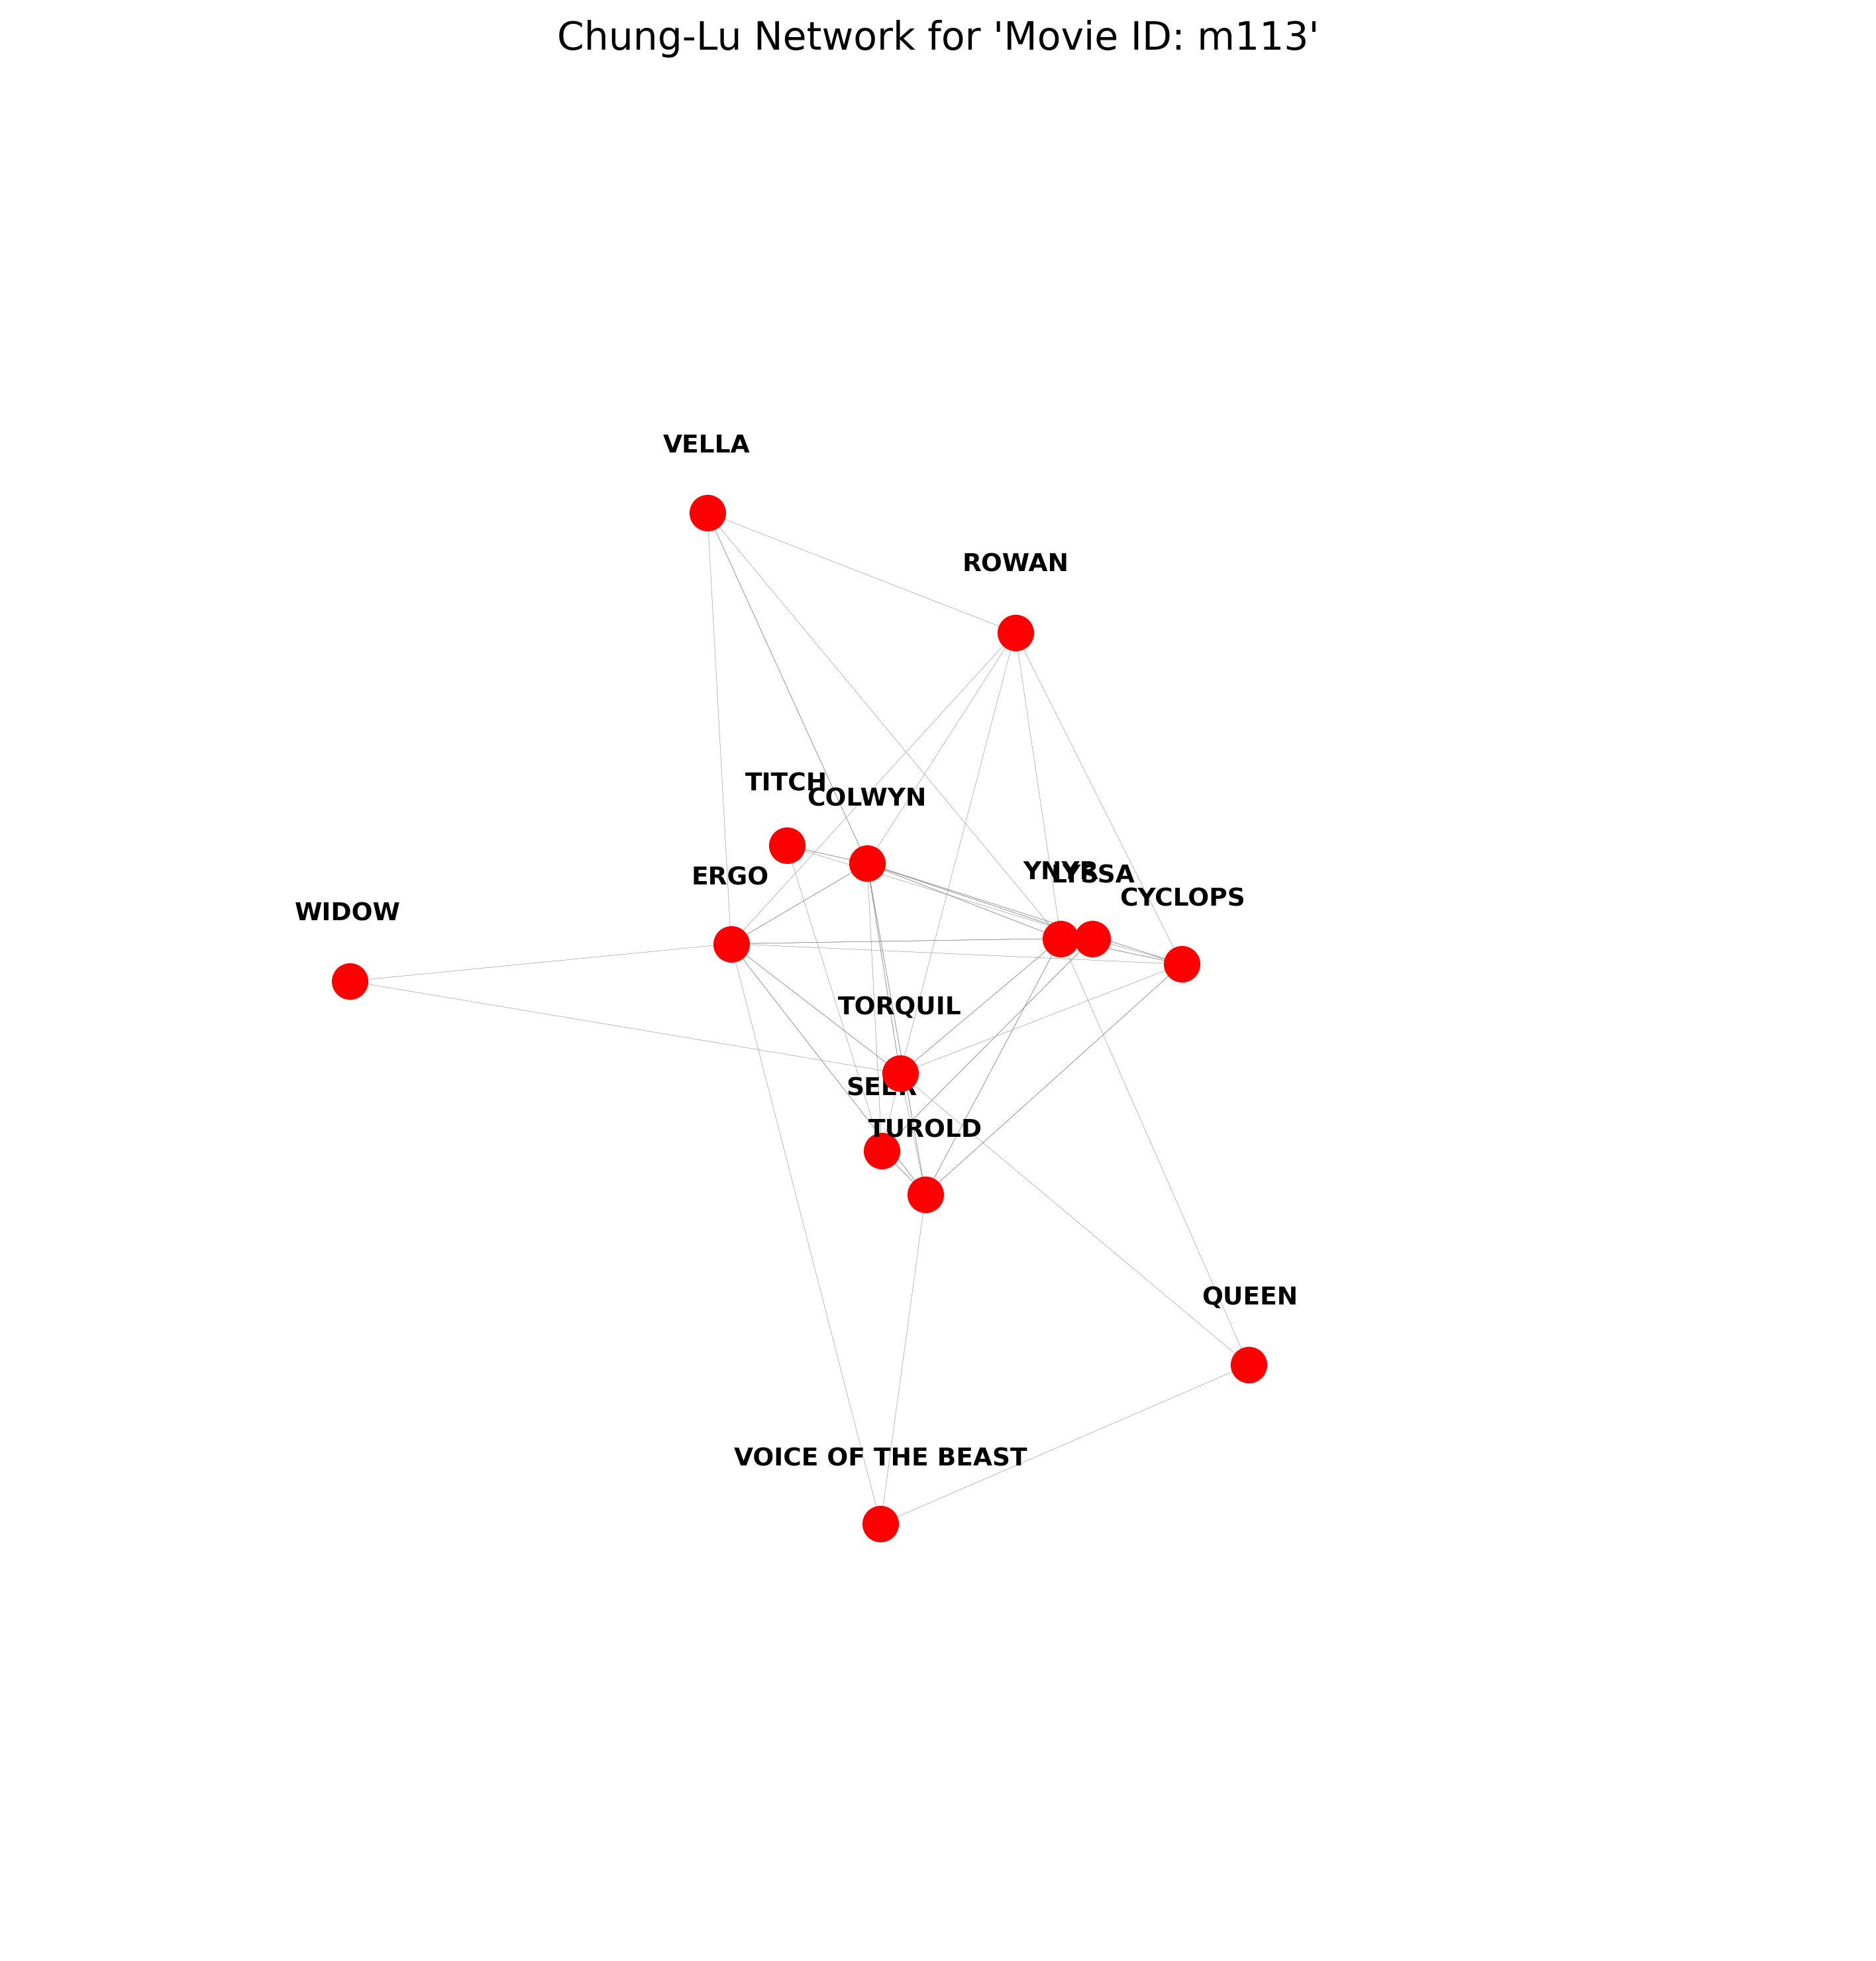 Chung-Lu Network for 'Movie ID: m113'
VELLA
ROWAN
TITCH
COLWYN
YNYR
LYSSA
ERGO
CYCLOPS
WIDOW
TORQUIL
SEER
TUROLD
QUEEN
VOICE OF THE BEAST